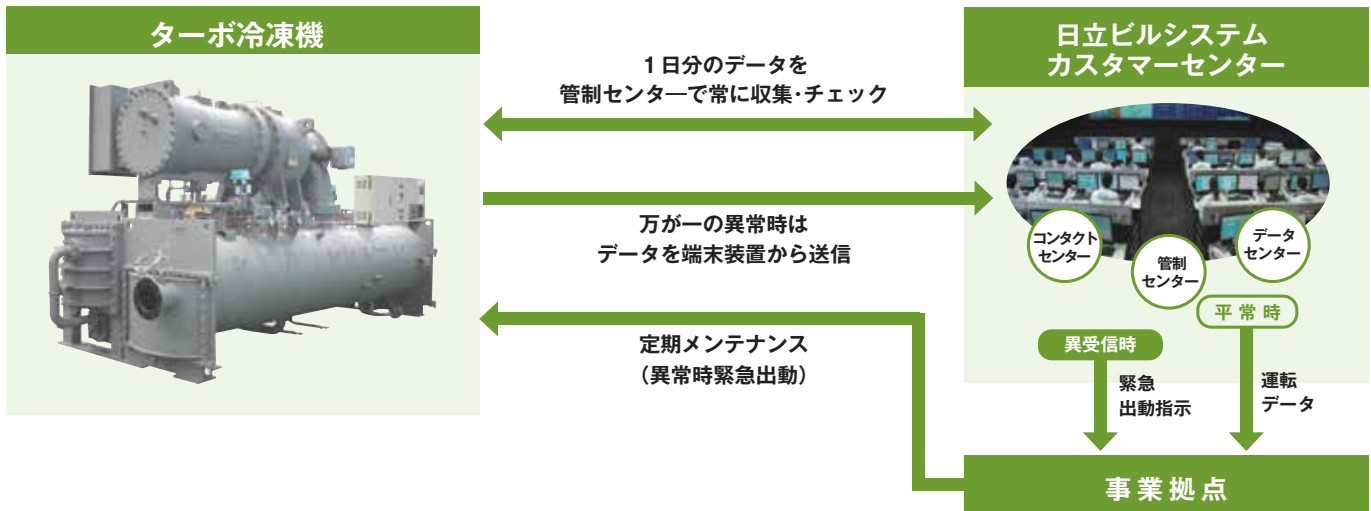 ターボ冷凍機
1日分のデータを
管制センタ―で常に収集・チェック
万が一の異常時は
データを端末装置から送信
定期メンテナンス
（異常時緊急出動）
日立ビルシステム
カスタマーセンター
コンタクト
センター
管制
センター
データ
センター
平常時
異受信時
緊急
出動指示
運転
データ
事業拠点